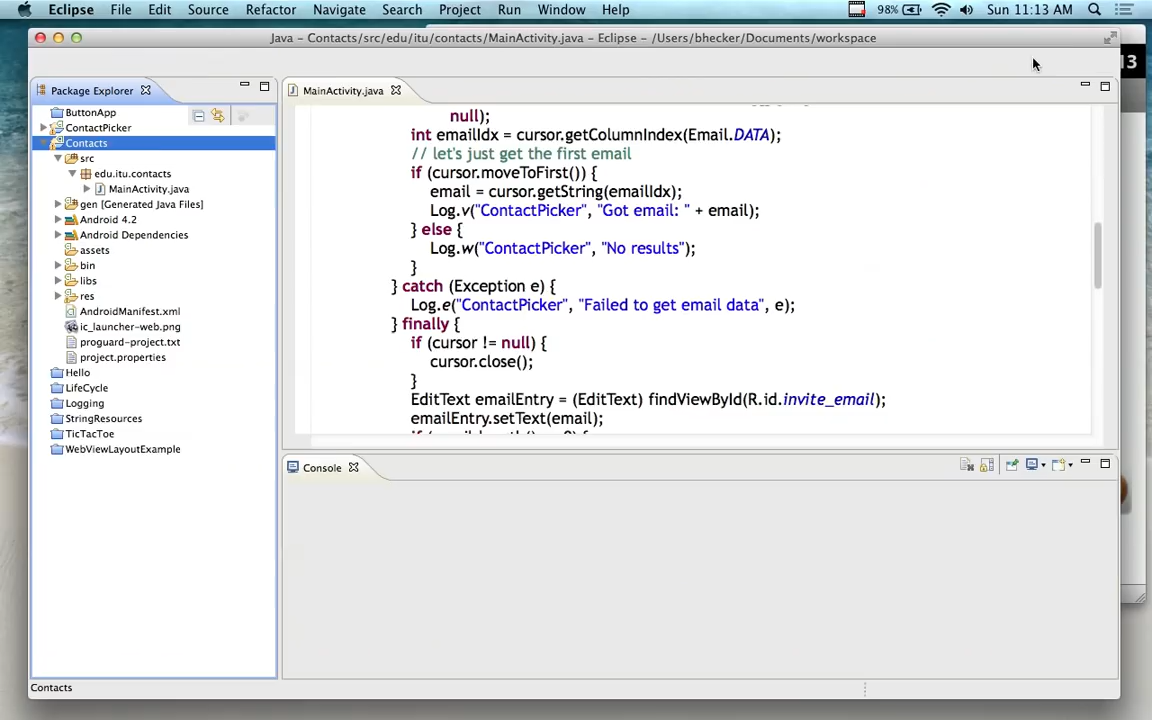 Eclipse File Edit Source Refactor Navigate Search Project Run Window Help 98% Sun 11:13 AM
Java – Contacts/src/edu/itu/contacts/MainActivity.java – Eclipse – /Users/bhecker/Documents/workspace
13
Package Explorer
ButtonApp
ContactPicker
Contacts
src
edu.itu.contacts
MainActivity.java
gen [Generated Java Files]
Android 4.2
Android Dependencies
assets
bin
libs
res
AndroidManifest.xml
ic_launcher-web.png
proguard-project.txt
project.properties
Hello
LifeCycle
Logging
StringResources
TicTacToe
WebViewLayoutExample
MainActivity.java
null);
int emailIdx = cursor.getColumnIndex(Email.DATA);
// let's just get the first email
if (cursor.moveToFirst()) {
email = cursor.getString(emailIdx);
Log.v("ContactPicker", "Got email: " + email);
} else {
Log.w("ContactPicker", "No results");
}
} catch (Exception e) {
Log.e("ContactPicker", "Failed to get email data", e);
} finally {
if (cursor != null) {
cursor.close();
}
EditText emailEntry = (EditText) findViewById(R.id.invite_email);
emailEntry.setText(email);
Console
Contacts